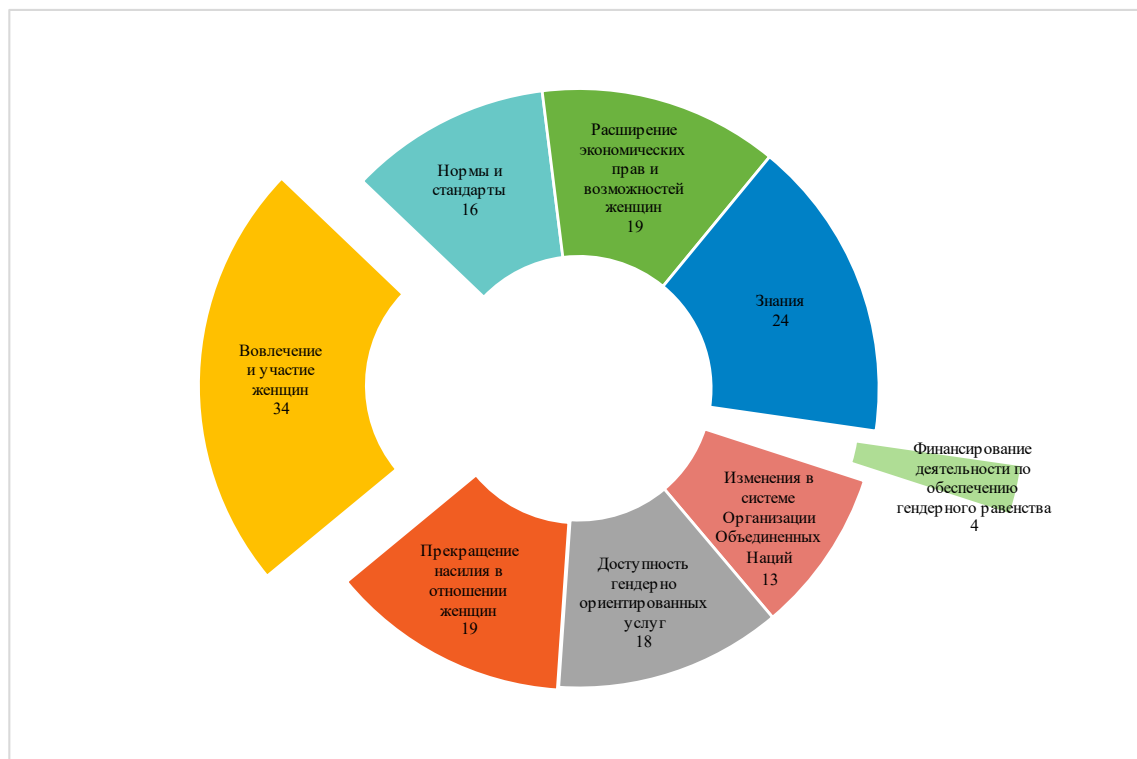 Расширение
экономических
прав и
возможностей
женщин
19
Нормы и
стандарты
16
Знания
24
Вовлечение
и участие
женщин
34
Финансирование
деятельности по
обеспечению
гендерного равенства
4
Изменения в
системе
Организации
Объединенных
Наций
13
Прекращение
насилия в
отношении
женщин
19
Доступность
гендерно
ориентированных
услуг
18